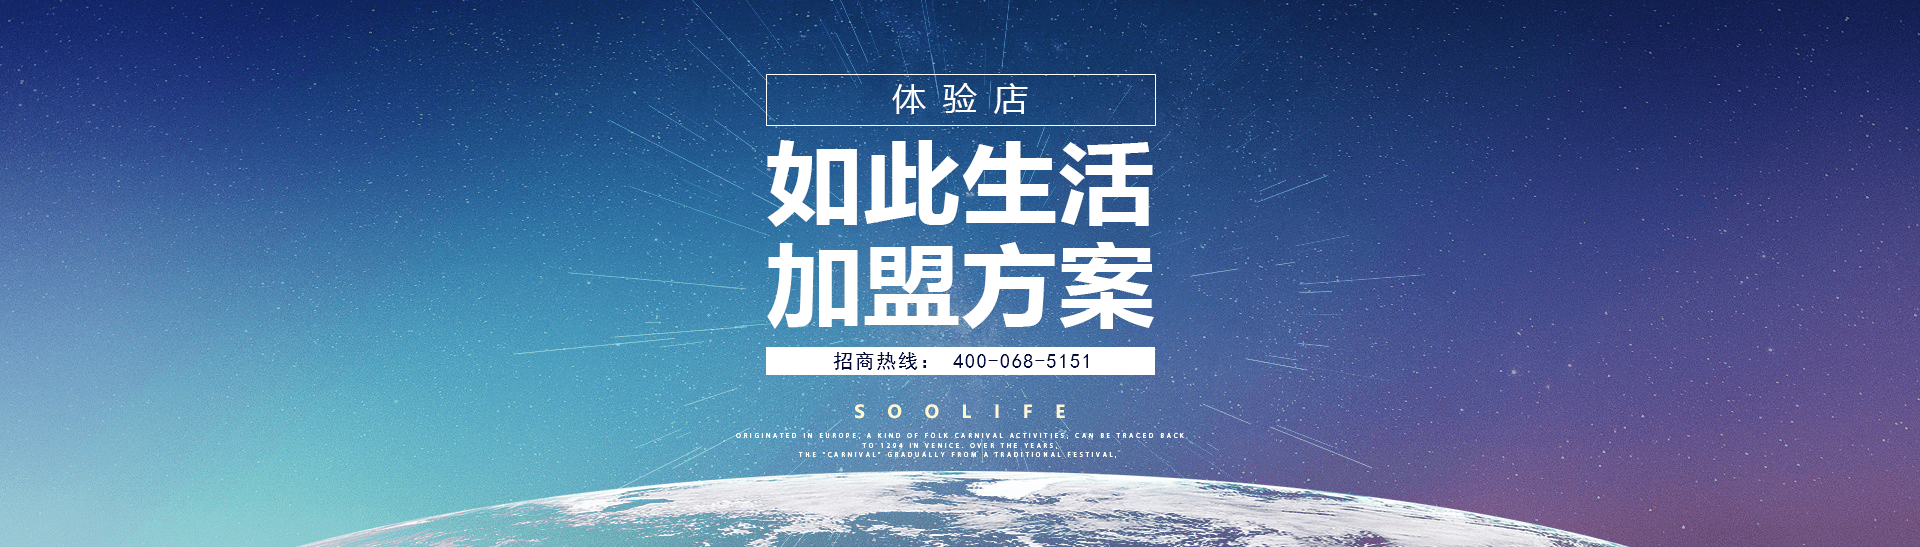 体验店
如此生活
加盟方案
招商热线： 400-068-5151
SOOLIFE
ORIGINATED IN EUROPE, A KIND OF FOLK CARNIVAL ACTIVITIES, CAN BE TRACED BACK
TO 1294 IN VENICE. OVER THE YEARS,
THE "CARNIVAL" GRADUALLY FROM A TRADITIONAL FESTIVAL,